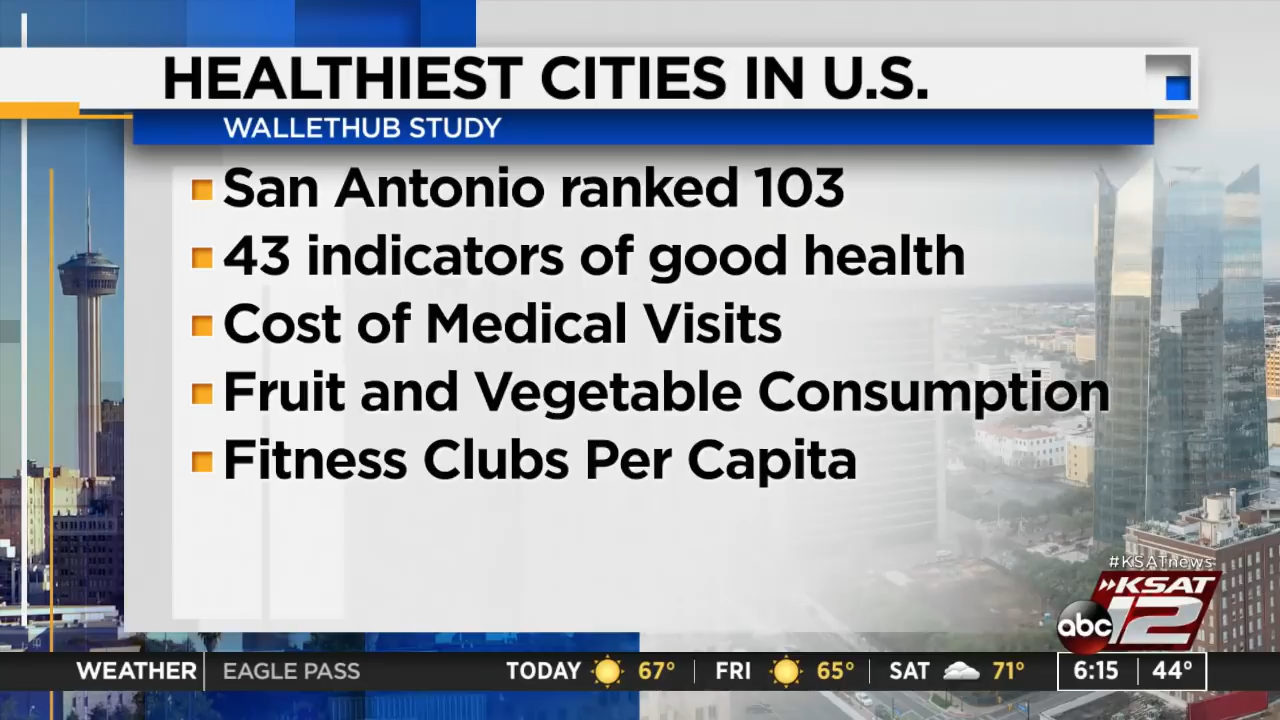 HEALTHIEST CITIES IN U.S.
WALLETHUB STUDY
San Antonio ranked 103
43 indicators of good health
Cost of Medical Visits
Fruit and Vegetable Consumption
Fitness Clubs Per Capita
#KSATnews
KSAT
abc 12
WEATHER EAGLE PASS TODAY 67° FRI 65° SAT 71° 6:15 44°